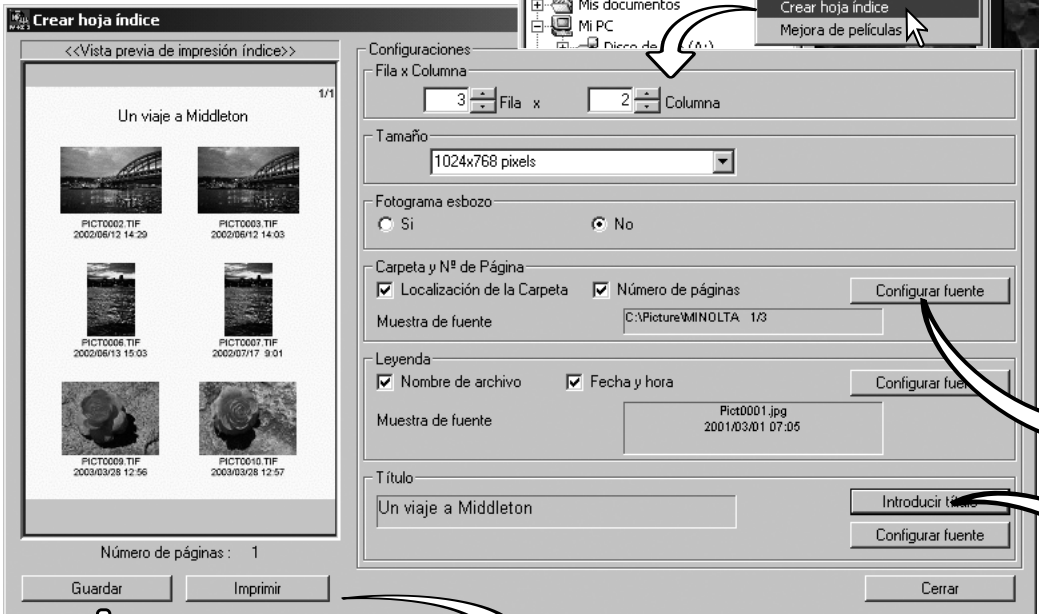 Crear hoja índice
Mis documentos
Mi PC
Crear hoja índice
Mejora de películas
<<Vista previa de impresión índice>>
1/1
Un viaje a Middleton
PICT0002.TIF
2002/06/12 14:29
PICT0003.TIF
2002/06/12 14:03
PICT0006.TIF
2002/06/13 15:03
PICT0007.TIF
2002/07/17 9:01
PICT0009.TIF
2003/03/28 12:56
PICT0010.TIF
2003/03/28 12:57
Número de páginas : 1
Guardar
Imprimir
Configuraciones
Fila x Columna
3 Fila x 2 Columna
Tamaño
1024x768 pixels
Fotograma esbozo
Si
No
Carpeta y Nº de Página
Localización de la Carpeta
Número de páginas
Configurar fuente
Muestra de fuente
C:\Picture\MINOLTA 1/3
Leyenda
Nombre de archivo
Fecha y hora
Configurar
Muestra de fuente
Pict0001.jpg
2001/03/01 07:05
Título
Un viaje a Middleton
Introducir
Configurar fuente
Cerrar